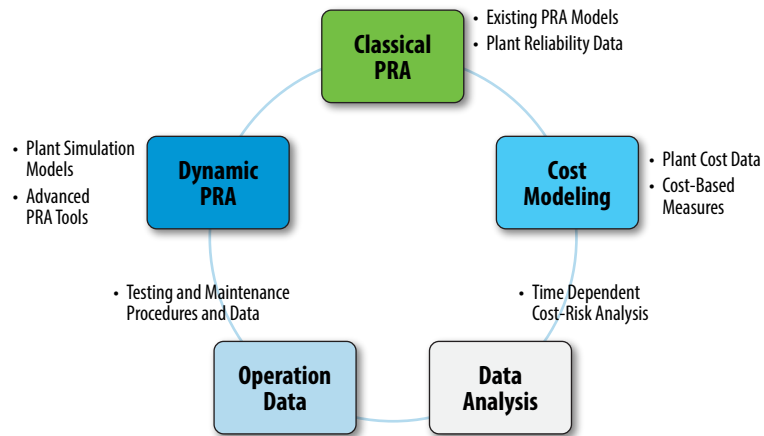 Classical
PRA
• Existing PRA Models
• Plant Reliability Data
• Plant Simulation
Models
• Advanced
PRA Tools
Dynamic
PRA
Cost
Modeling
• Plant Cost Data
• Cost-Based
Measures
• Testing and Maintenance
Procedures and Data
• Time Dependent
Cost-Risk Analysis
Operation
Data
Data
Analysis